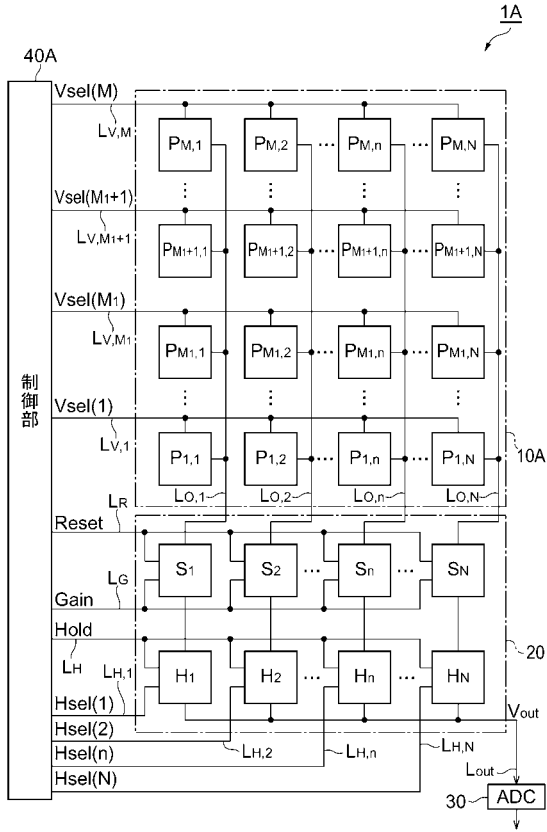 1A
40A
Vsel(M)
LV,M
PM,1 PM,2 ··· PM,n ··· PM,N
Vsel(M1+1)
LV,M1+1
PM1+1,1 PM1+1,2 ··· PM1+1,n ··· PM1+1,N
Vsel(M1)
LV,M1
PM1,1 PM1,2 ··· PM1,n ··· PM1,N
制御部
Vsel(1)
LV,1
P1,1 P1,2 ··· P1,n ··· P1,N
10A
LO,1 LO,2 LO,n LO,N
LR
Reset
S1 S2 ··· Sn ··· SN
LG
Gain
Hold
20
LH
LH,1
H1 H2 ··· Hn ··· HN
Hsel(1)
Vout
Hsel(2)
LH,2 LH,n LH,N
Hsel(n)
Lout
Hsel(N)
30 ADC